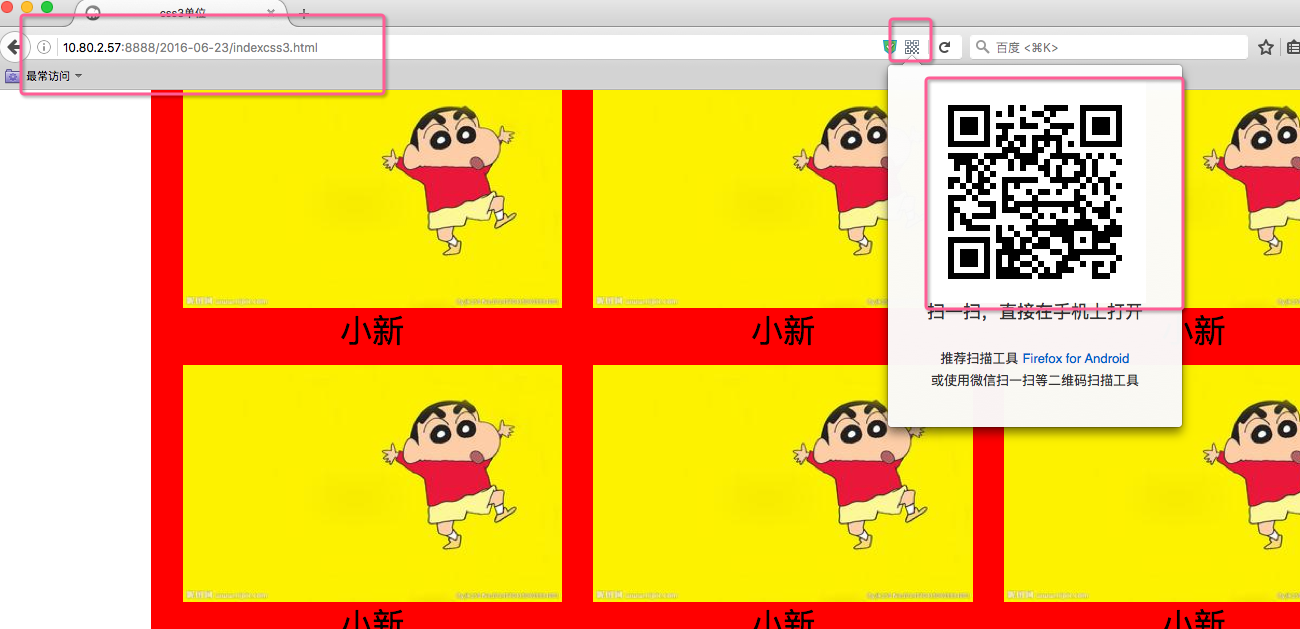 css3单位
10.80.2.57:8888/2016-06-23/indexcss3.html
百度 <⌘K>
最常访问
扫一扫，直接在手机上打开
小新
小新
小新
推荐扫描工具 Firefox for Android
或使用微信扫一扫等二维码扫描工具
小新
小新
小新